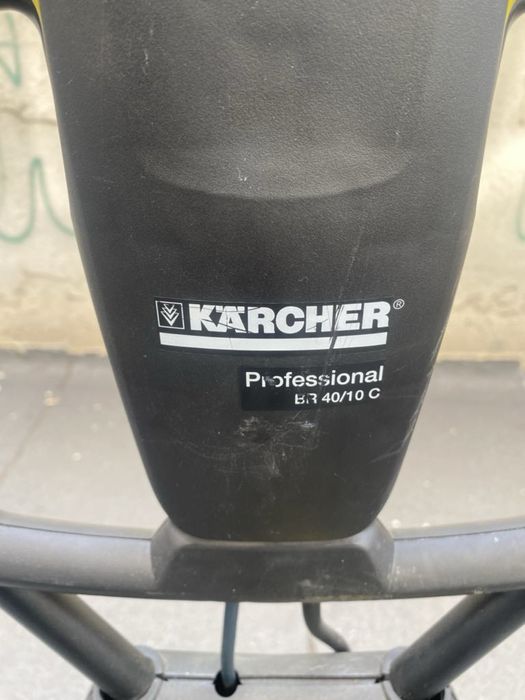 KÄRCHER®
Professional
BR 40/10 C